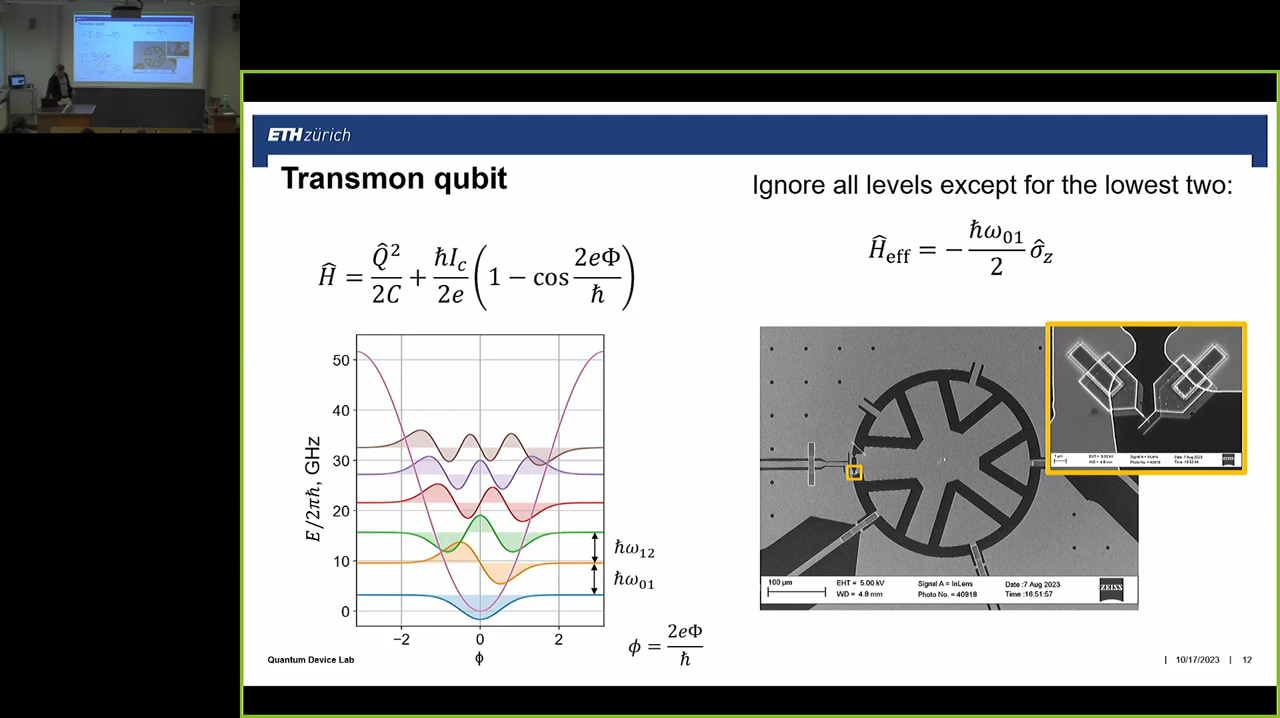 ETH zürich
Transmon qubit
Ĥ = Q̂²/2C + ħI_c/2e (1 − cos 2eΦ/ħ)
50
40
30
20
10
0
E/2πħ, GHz
−2 0 2
ϕ
ħω₁₂
ħω₀₁
ϕ = 2eΦ/ħ
Ignore all levels except for the lowest two:
Ĥ_eff = − ħω₀₁/2 σ̂_z
100 µm
EHT = 5.00 kV
WD = 4.8 mm
Signal A = InLens
Photo No. = 40918
Date :7 Aug 2023
Time :16:51:57
ZEISS
Quantum Device Lab
| 10/17/2023 | 12